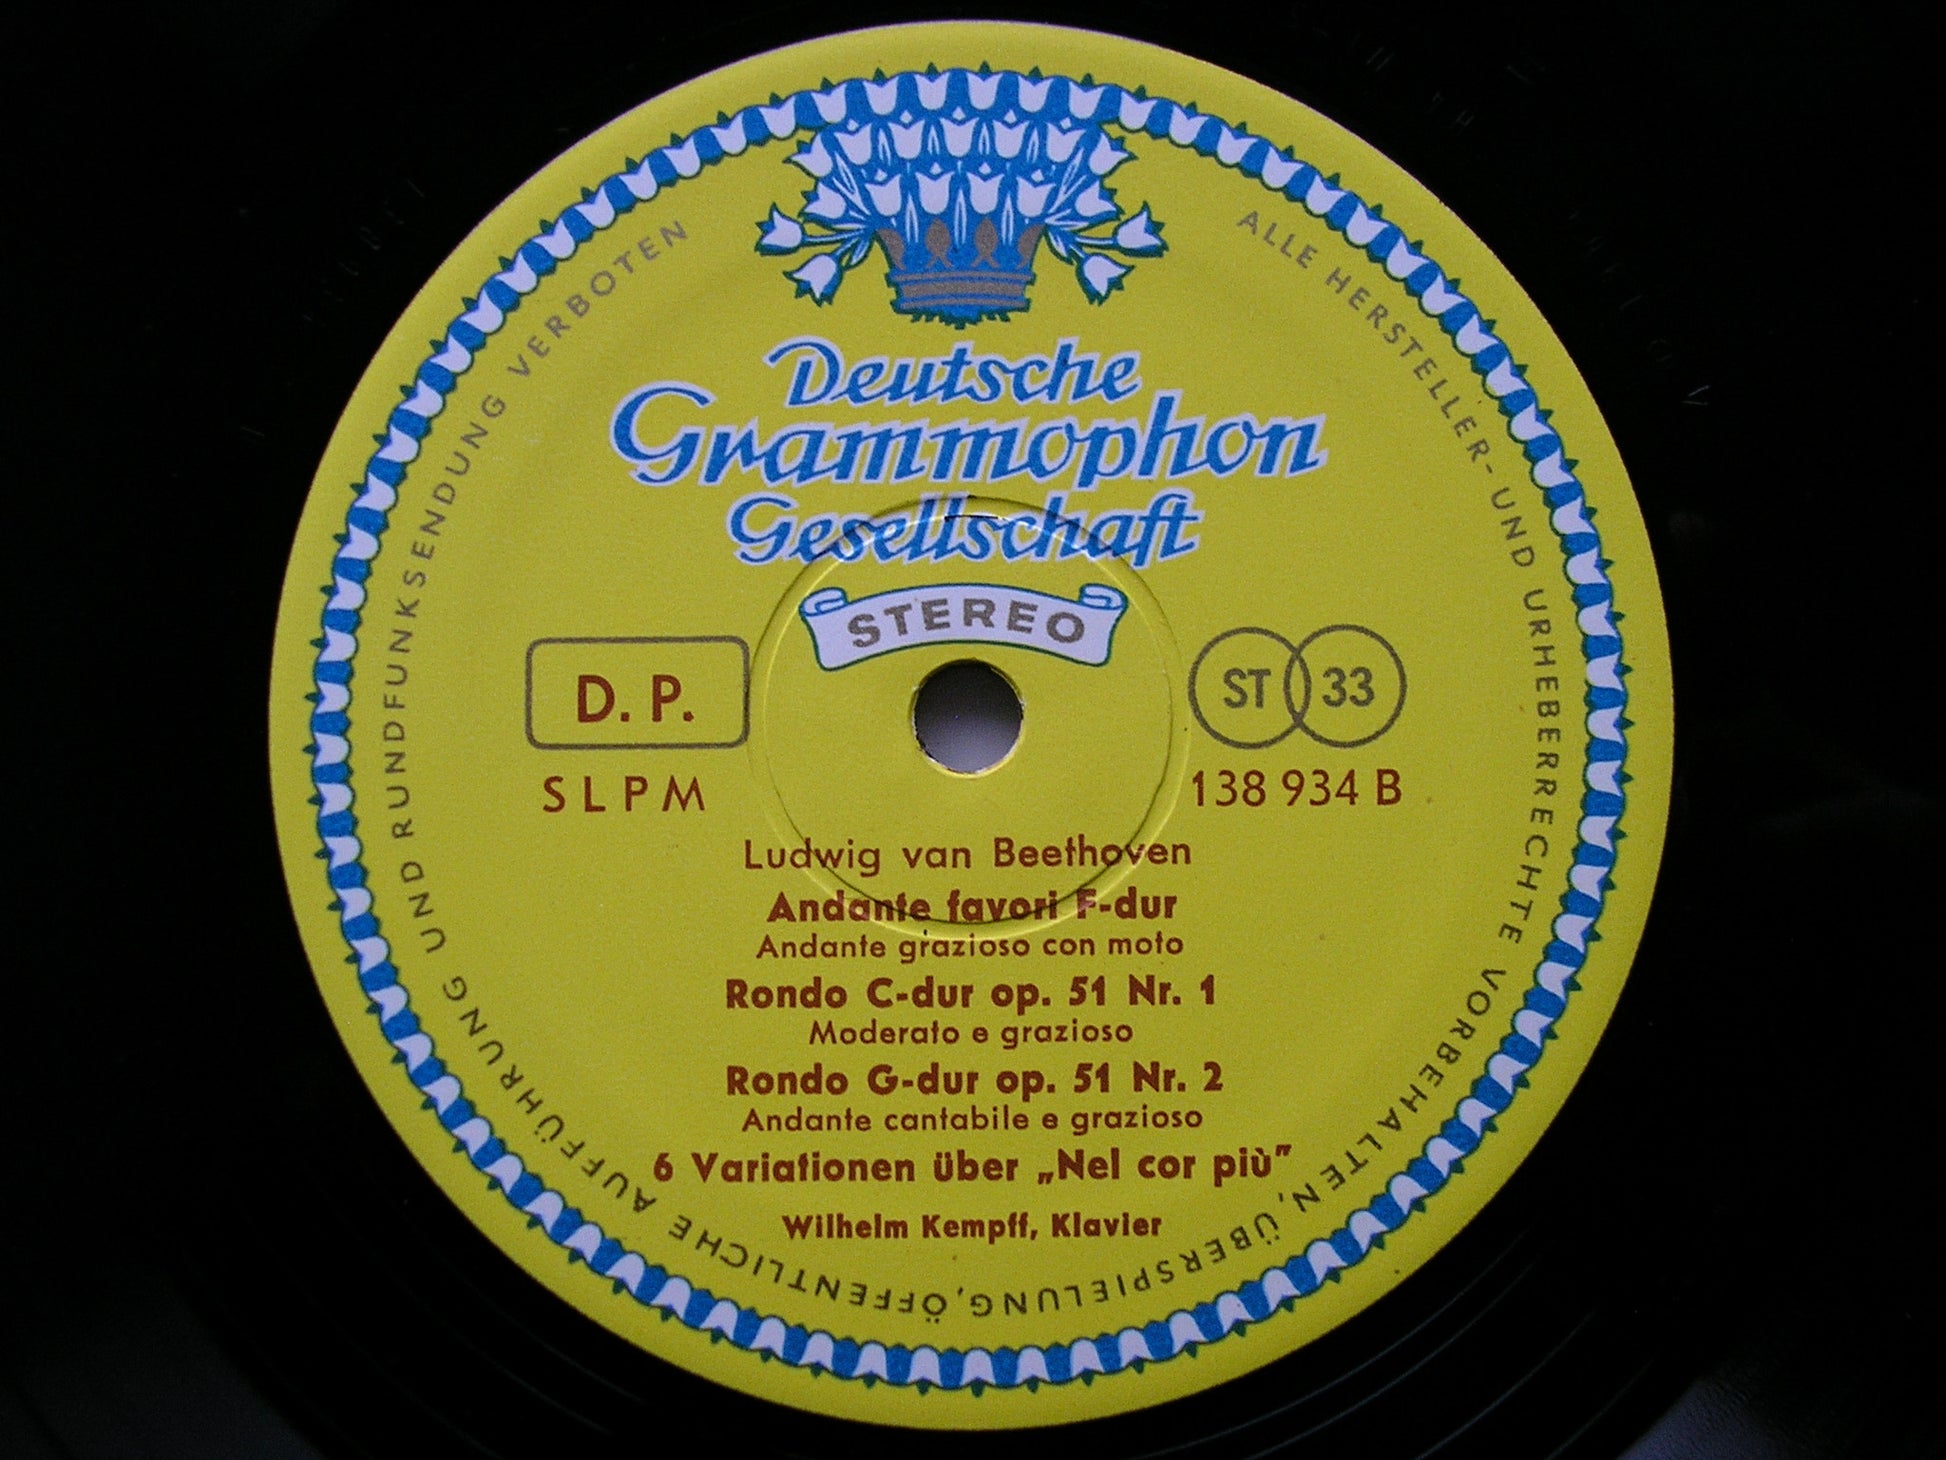 Deutsche
Grammophon
Gesellschaft
STEREO
D. P.
ST 33
SLPM
138 934 B
Ludwig van Beethoven
Andante favori F-dur
Andante grazioso con moto
Rondo C-dur op. 51 Nr. 1
Moderato e grazioso
Rondo G-dur op. 51 Nr. 2
Andante cantabile e grazioso
6 Variationen über „Nel cor più"
Wilhelm Kempff, Klavier
ALLE HERSTELLER- UND URHEBERRECHTE VORBEHALTEN, ÜBERSPIELUNG, ÖFFENTLICHE AUFFÜHRUNG UND RUNDFUNKSENDUNG VERBOTEN